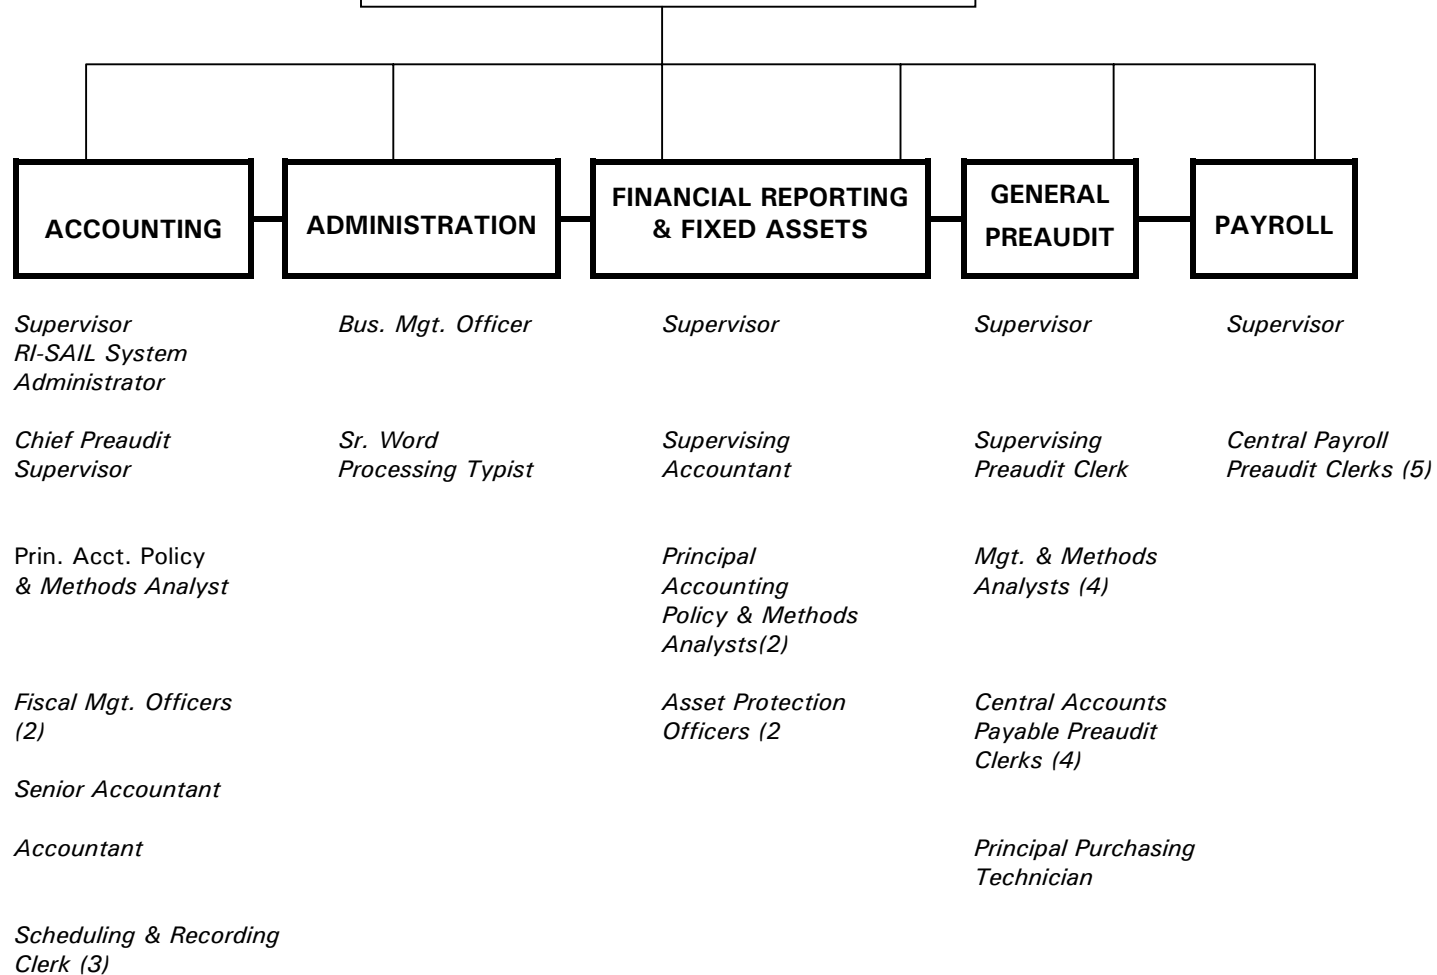 ACCOUNTING
ADMINISTRATION
FINANCIAL REPORTING
& FIXED ASSETS
GENERAL
PREAUDIT
PAYROLL
Supervisor
RI-SAIL System
Administrator
Chief Preaudit
Supervisor
Prin. Acct. Policy
& Methods Analyst
Fiscal Mgt. Officers
(2)
Senior Accountant
Accountant
Scheduling & Recording
Clerk (3)
Bus. Mgt. Officer
Sr. Word
Processing Typist
Supervisor
Supervising
Accountant
Principal
Accounting
Policy & Methods
Analysts(2)
Asset Protection
Officers (2
Supervisor
Supervising
Preaudit Clerk
Mgt. & Methods
Analysts (4)
Central Accounts
Payable Preaudit
Clerks (4)
Principal Purchasing
Technician
Supervisor
Central Payroll
Preaudit Clerks (5)